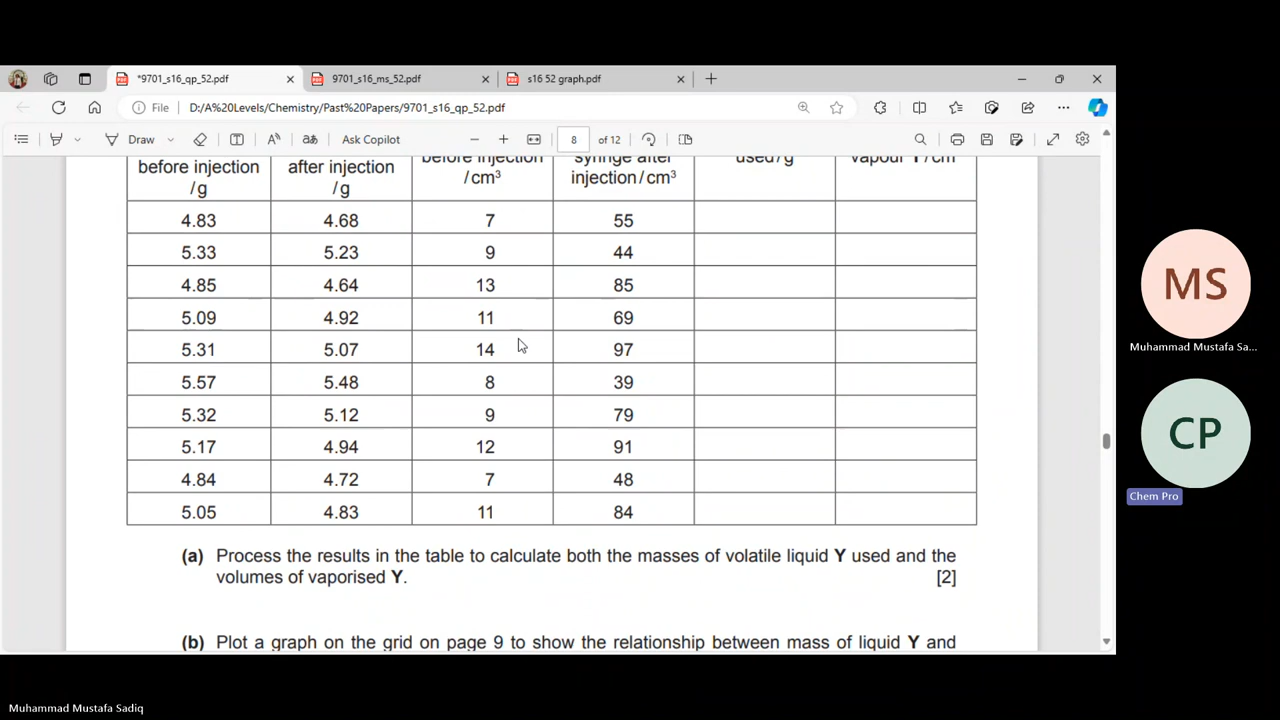 *9701_s16_qp_52.pdf
9701_s16_ms_52.pdf
s16 52 graph.pdf
File D:/A%20Levels/Chemistry/Past%20Papers/9701_s16_qp_52.pdf
Draw Ask Copilot 8 of 12
before injection after injection before injection syringe after used/g vapour Y/cm
/g /g /cm³ injection/cm³
4.83 4.68 7 55
5.33 5.23 9 44
4.85 4.64 13 85
5.09 4.92 11 69
5.31 5.07 14 97
5.57 5.48 8 39
5.32 5.12 9 79
5.17 4.94 12 91
4.84 4.72 7 48
5.05 4.83 11 84
(a) Process the results in the table to calculate both the masses of volatile liquid Y used and the
volumes of vaporised Y. [2]
(b) Plot a graph on the grid on page 9 to show the relationship between mass of liquid Y and
MS
Muhammad Mustafa Sa...
CP
Chem Pro
Muhammad Mustafa Sadiq